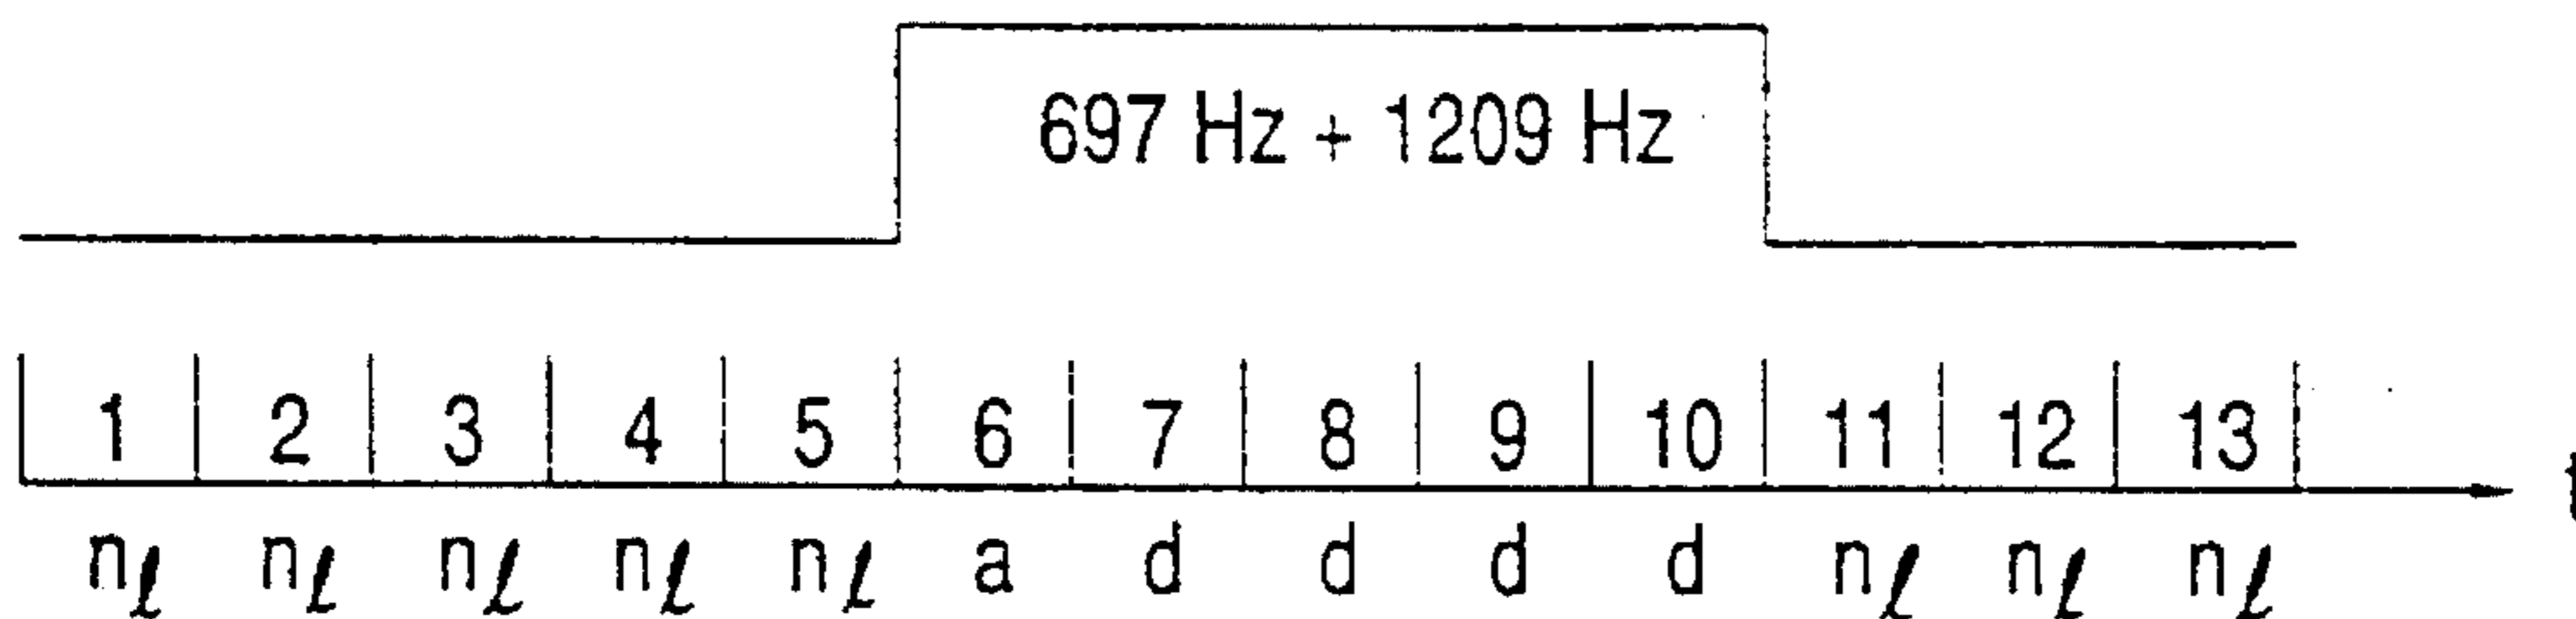 697 Hz + 1209 Hz
1 2 3 4 5 6 7 8 9 10 11 12 13
t
nℓ nℓ nℓ nℓ nℓ a d d d d nℓ nℓ nℓ